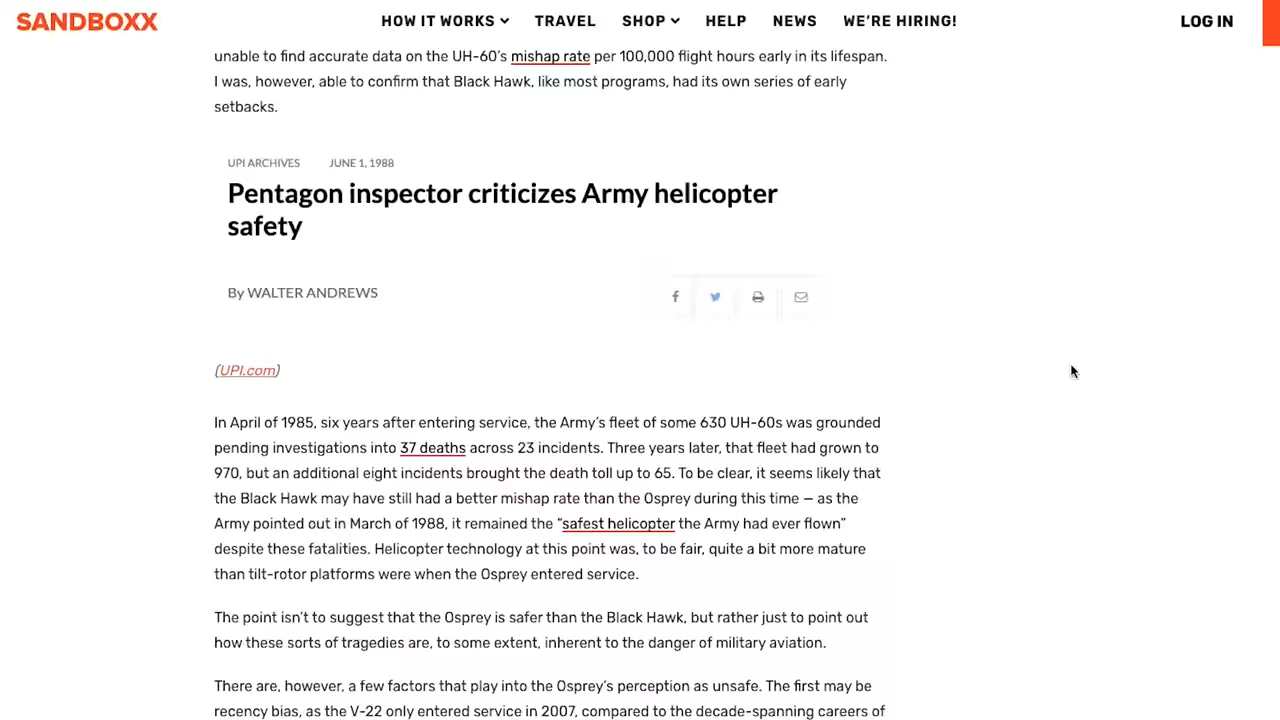 SANDBOXX HOW IT WORKS TRAVEL SHOP HELP NEWS WE'RE HIRING! LOG IN
unable to find accurate data on the UH-60’s mishap rate per 100,000 flight hours early in its lifespan.
I was, however, able to confirm that Black Hawk, like most programs, had its own series of early
setbacks.
UPI ARCHIVES JUNE 1, 1988
Pentagon inspector criticizes Army helicopter
safety
By WALTER ANDREWS
(UPI.com)
In April of 1985, six years after entering service, the Army’s fleet of some 630 UH-60s was grounded
pending investigations into 37 deaths across 23 incidents. Three years later, that fleet had grown to
970, but an additional eight incidents brought the death toll up to 65. To be clear, it seems likely that
the Black Hawk may have still had a better mishap rate than the Osprey during this time — as the
Army pointed out in March of 1988, it remained the “safest helicopter the Army had ever flown”
despite these fatalities. Helicopter technology at this point was, to be fair, quite a bit more mature
than tilt-rotor platforms were when the Osprey entered service.
The point isn’t to suggest that the Osprey is safer than the Black Hawk, but rather just to point out
how these sorts of tragedies are, to some extent, inherent to the danger of military aviation.
There are, however, a few factors that play into the Osprey’s perception as unsafe. The first may be
recency bias, as the V-22 only entered service in 2007, compared to the decade-spanning careers of